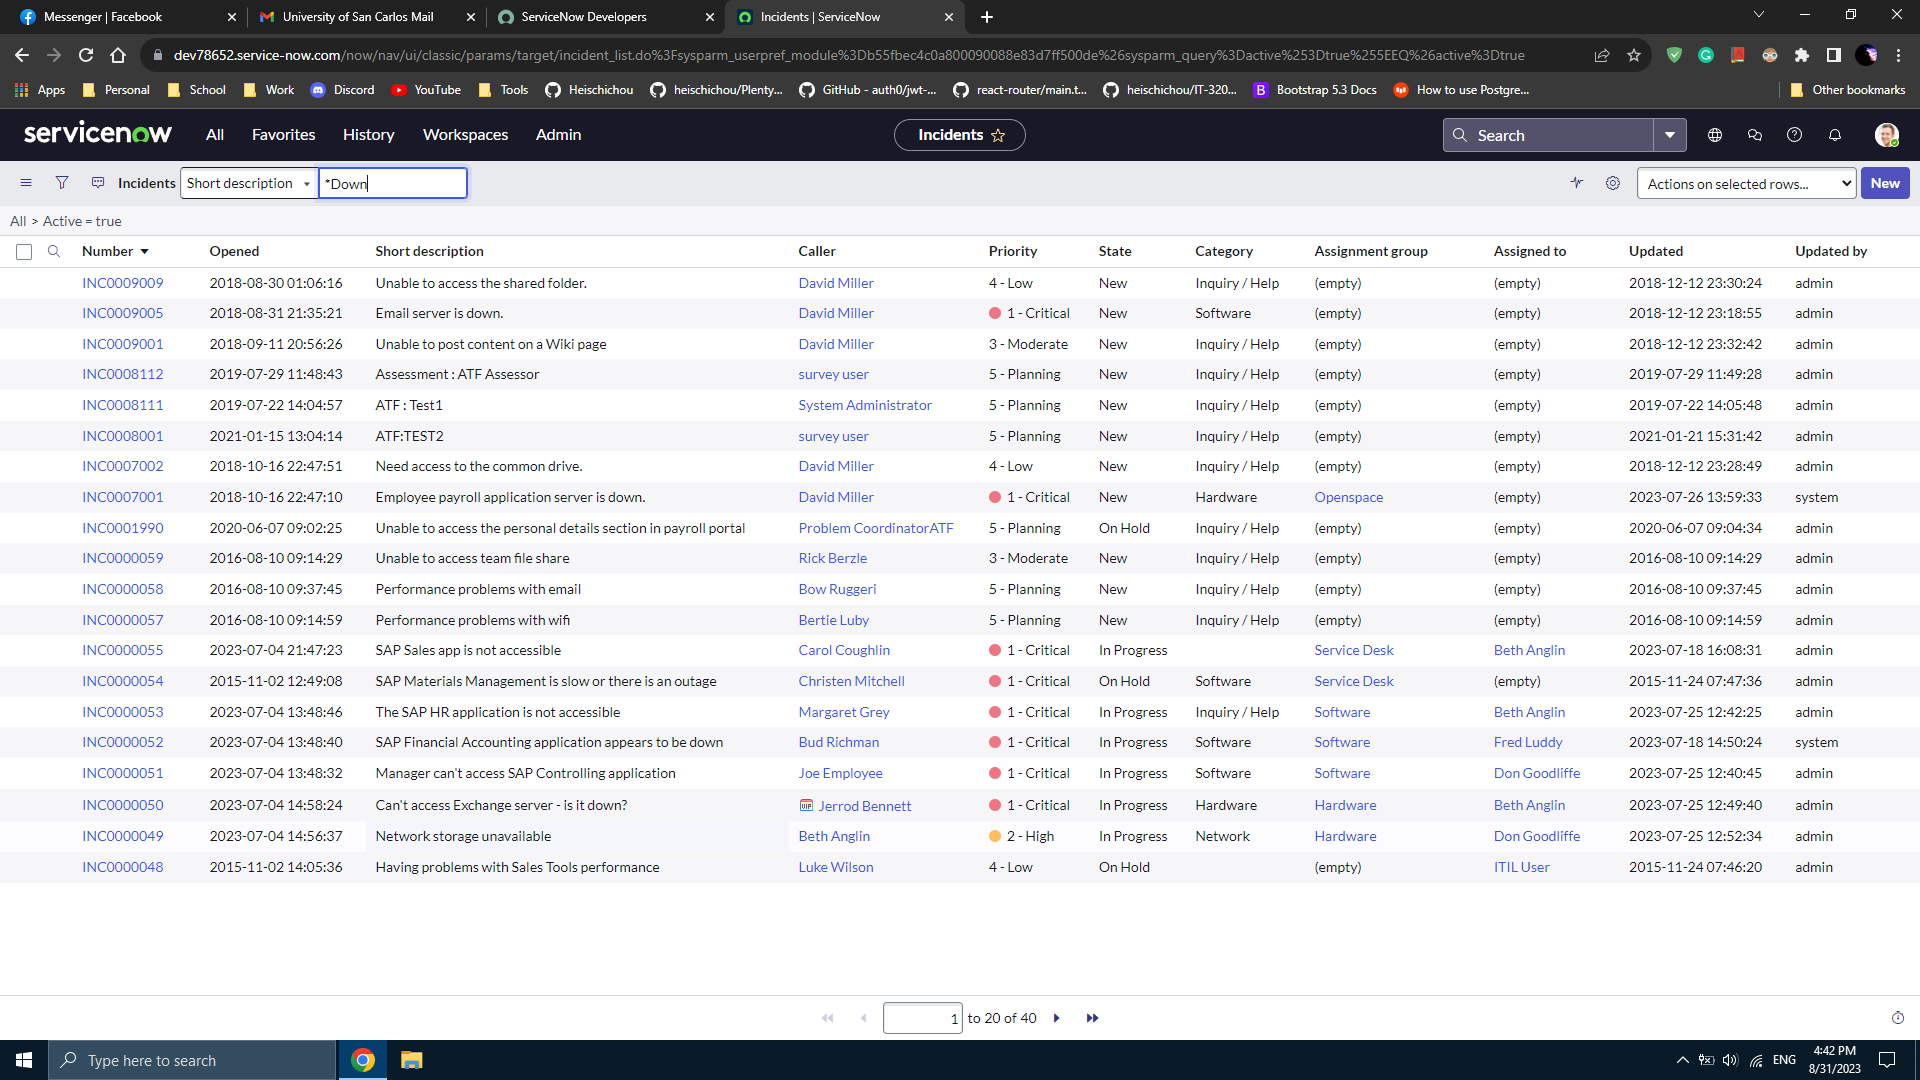 Messenger | Facebook
University of San Carlos Mail
ServiceNow Developers
Incidents | ServiceNow
dev78652.service-now.com/now/nav/ui/classic/params/target/incident_list.do%3Fsysparm_userpref_module%3Db55fbec4c0a800090088e83d7ff500de%26sysparm_query%3Dactive%253Dtrue%255EEQ%26active%3Dtrue
Apps Personal School Work Discord YouTube Tools Heischichou heischichou/Plenty... GitHub - auth0/jwt-... react-router/main.t... heischichou/IT-320... Bootstrap 5.3 Docs How to use Postgre... Other bookmarks
servicenow All Favorites History Workspaces Admin Incidents Search
Incidents Short description *Down Actions on selected rows... New
All > Active = true
Number Opened Short description Caller Priority State Category Assignment group Assigned to Updated Updated by
INC0009009 2018-08-30 01:06:16 Unable to access the shared folder. David Miller 4 - Low New Inquiry / Help (empty) (empty) 2018-12-12 23:30:24 admin
INC0009005 2018-08-31 21:35:21 Email server is down. David Miller 1 - Critical New Software (empty) (empty) 2018-12-12 23:18:55 admin
INC0009001 2018-09-11 20:56:26 Unable to post content on a Wiki page David Miller 3 - Moderate New Inquiry / Help (empty) (empty) 2018-12-12 23:32:42 admin
INC0008112 2019-07-29 11:48:43 Assessment : ATF Assessor survey user 5 - Planning New Inquiry / Help (empty) (empty) 2019-07-29 11:49:28 admin
INC0008111 2019-07-22 14:04:57 ATF : Test1 System Administrator 5 - Planning New Inquiry / Help (empty) (empty) 2019-07-22 14:05:48 admin
INC0008001 2021-01-15 13:04:14 ATF:TEST2 survey user 5 - Planning New Inquiry / Help (empty) (empty) 2021-01-21 15:31:42 admin
INC0007002 2018-10-16 22:47:51 Need access to the common drive. David Miller 4 - Low New Inquiry / Help (empty) (empty) 2018-12-12 23:28:49 admin
INC0007001 2018-10-16 22:47:10 Employee payroll application server is down. David Miller 1 - Critical New Hardware Openspace (empty) 2023-07-26 13:59:33 system
INC0001990 2020-06-07 09:02:25 Unable to access the personal details section in payroll portal Problem CoordinatorATF 5 - Planning On Hold Inquiry / Help (empty) (empty) 2020-06-07 09:04:34 admin
INC0000059 2016-08-10 09:14:29 Unable to access team file share Rick Berzle 3 - Moderate New Inquiry / Help (empty) (empty) 2016-08-10 09:14:29 admin
INC0000058 2016-08-10 09:37:45 Performance problems with email Bow Ruggeri 5 - Planning New Inquiry / Help (empty) (empty) 2016-08-10 09:37:45 admin
INC0000057 2016-08-10 09:14:59 Performance problems with wifi Bertie Luby 5 - Planning New Inquiry / Help (empty) (empty) 2016-08-10 09:14:59 admin
INC0000055 2023-07-04 21:47:23 SAP Sales app is not accessible Carol Coughlin 1 - Critical In Progress Service Desk Beth Anglin 2023-07-18 16:08:31 admin
INC0000054 2015-11-02 12:49:08 SAP Materials Management is slow or there is an outage Christen Mitchell 1 - Critical On Hold Software Service Desk (empty) 2015-11-24 07:47:36 admin
INC0000053 2023-07-04 13:48:46 The SAP HR application is not accessible Margaret Grey 1 - Critical In Progress Inquiry / Help Software Beth Anglin 2023-07-25 12:42:25 admin
INC0000052 2023-07-04 13:48:40 SAP Financial Accounting application appears to be down Bud Richman 1 - Critical In Progress Software Software Fred Luddy 2023-07-18 14:50:24 system
INC0000051 2023-07-04 13:48:32 Manager can't access SAP Controlling application Joe Employee 1 - Critical In Progress Software Software Don Goodliffe 2023-07-25 12:40:45 admin
INC0000050 2023-07-04 14:58:24 Can't access Exchange server - is it down? VIP Jerrod Bennett 1 - Critical In Progress Hardware Hardware Beth Anglin 2023-07-25 12:49:40 admin
INC0000049 2023-07-04 14:56:37 Network storage unavailable Beth Anglin 2 - High In Progress Network Hardware Don Goodliffe 2023-07-25 12:52:34 admin
INC0000048 2015-11-02 14:05:36 Having problems with Sales Tools performance Luke Wilson 4 - Low On Hold (empty) ITIL User 2015-11-24 07:46:20 admin
1 to 20 of 40
Type here to search
ENG
4:42 PM
8/31/2023